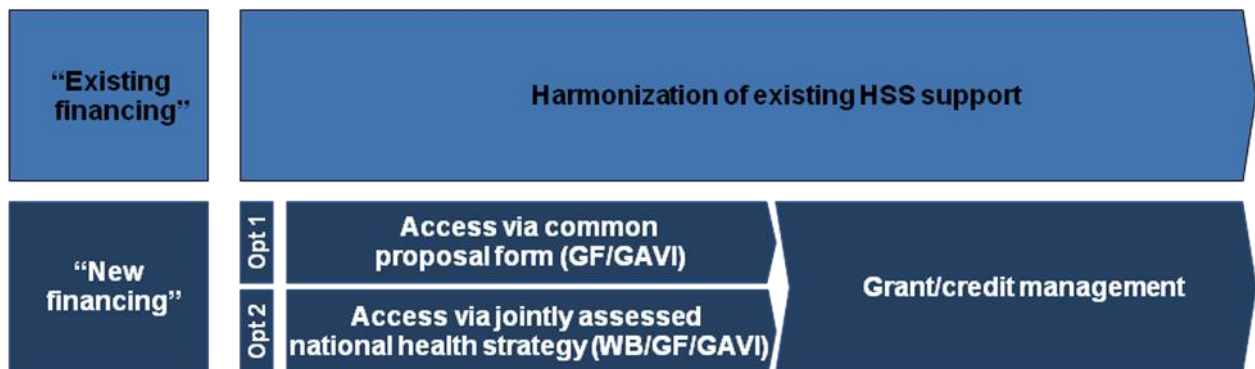 “Existing
financing”
Harmonization of existing HSS support
“New
financing”
Opt 1
Access via common
proposal form (GF/GAVI)
Opt 2
Access via jointly assessed
national health strategy (WB/GF/GAVI)
Grant/credit management